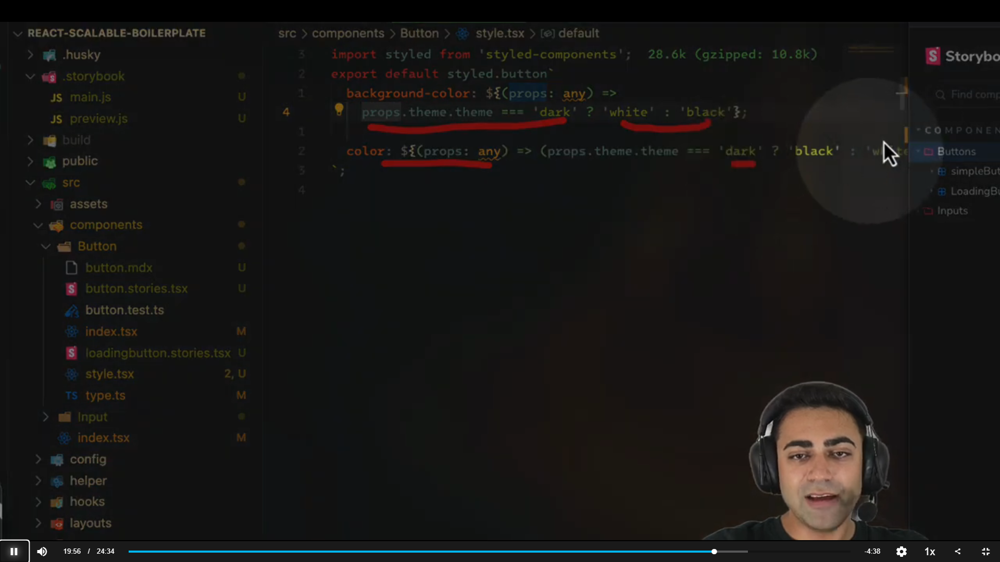 REACT-SCALABLE-BOILERPLATE
.husky
.storybook
JS main.js U
JS preview.js U
build
public
src
assets
components
Button
button.mdx U
button.stories.tsx U
button.test.ts
index.tsx M
loadingbutton.stories.tsx U
style.tsx 2, U
TS type.ts M
Input
index.tsx M
config
helper
hooks
layouts
src > components > Button > style.tsx > default
3 import styled from 'styled-components'; 28.6k (gzipped: 10.8k)
2 export default styled.button`
1 background-color: ${(props: any) =>
4 props.theme.theme === 'dark' ? 'white' : 'black'};
1
2 color: ${(props: any) => (props.theme.theme === 'dark' ? 'black' :
3 `;
4
Storybo
Find comp
COMPONEN
Buttons
simpleBut
LoadingBu
Inputs
19:56 / 24:34
-4:38
1x